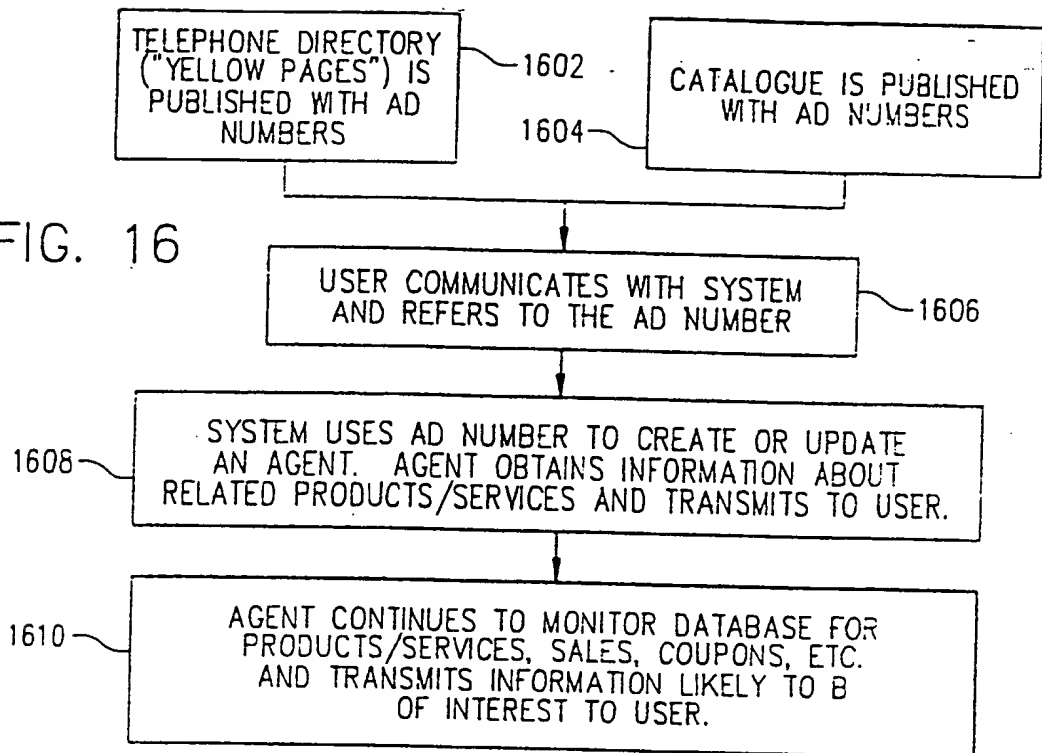 TELEPHONE DIRECTORY
("YELLOW PAGES") IS
PUBLISHED WITH AD
NUMBERS
1602
CATALOGUE IS PUBLISHED
WITH AD NUMBERS
1604
FIG. 16
USER COMMUNICATES WITH SYSTEM
AND REFERS TO THE AD NUMBER
1606
1608
SYSTEM USES AD NUMBER TO CREATE OR UPDATE
AN AGENT. AGENT OBTAINS INFORMATION ABOUT
RELATED PRODUCTS/SERVICES AND TRANSMITS TO USER.
1610
AGENT CONTINUES TO MONITOR DATABASE FOR
PRODUCTS/SERVICES, SALES, COUPONS, ETC.
AND TRANSMITS INFORMATION LIKELY TO B
OF INTEREST TO USER.